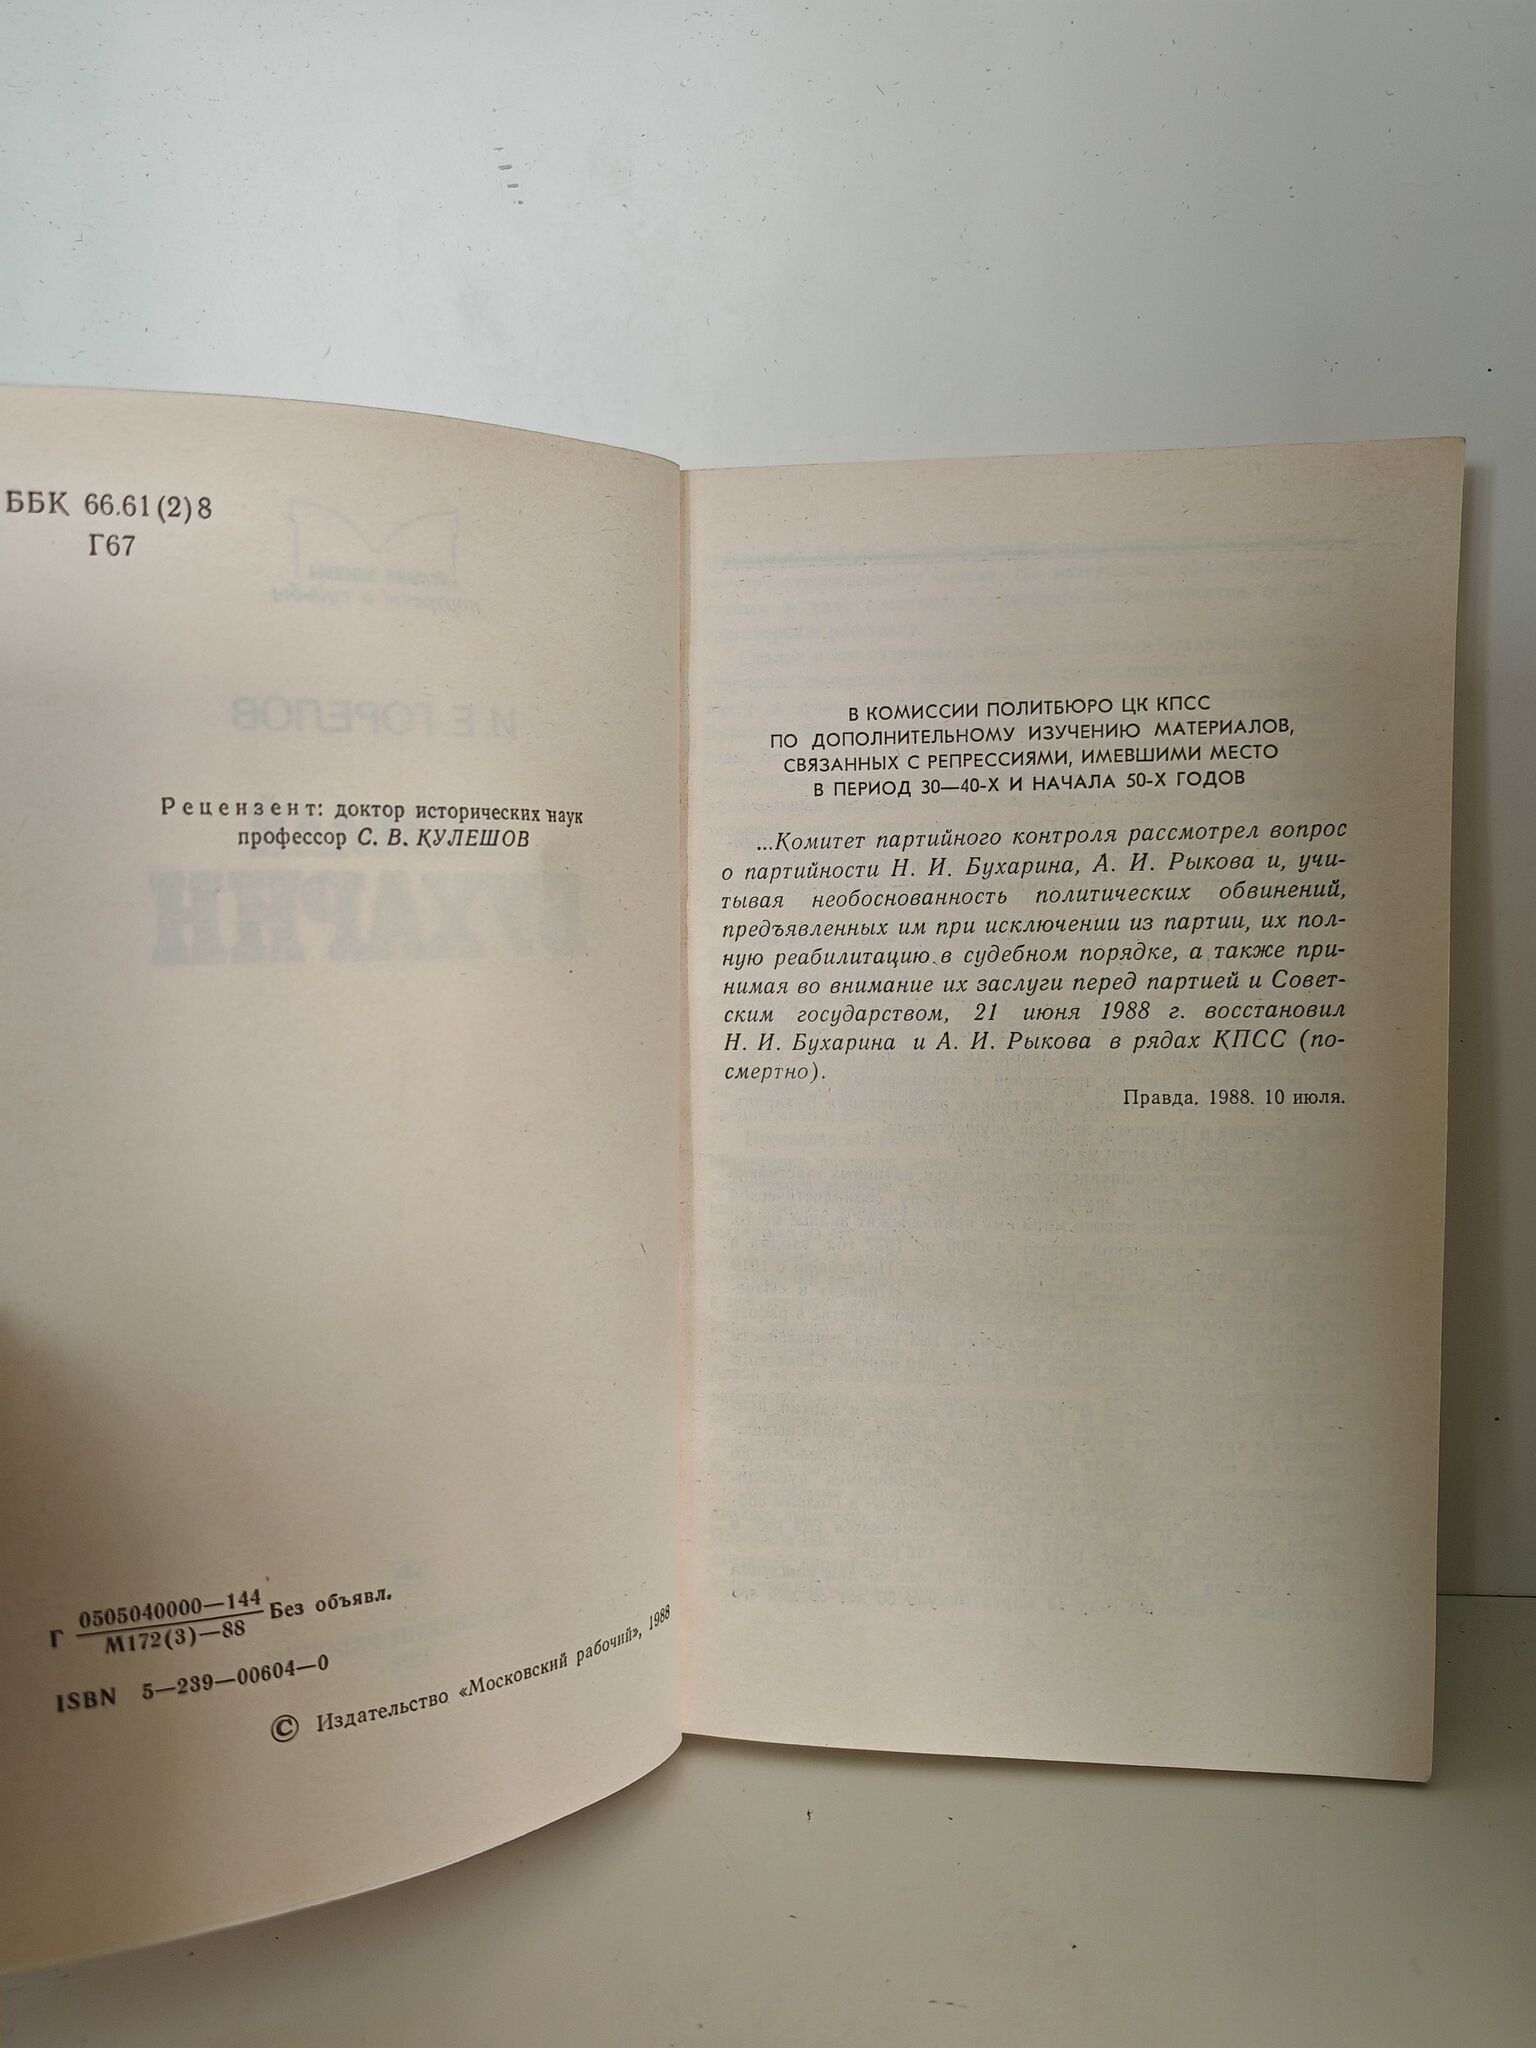 ББК 66.61(2)8
Г67
Рецензент: доктор исторических наук
профессор С. В. КУЛЕШОВ
Г 0505040000—144 Без объявл.
М172(3)—88
ISBN 5—239—00604—0
© Издательство «Московский рабочий», 1988
В КОМИССИИ ПОЛИТБЮРО ЦК КПСС
ПО ДОПОЛНИТЕЛЬНОМУ ИЗУЧЕНИЮ МАТЕРИАЛОВ,
СВЯЗАННЫХ С РЕПРЕССИЯМИ, ИМЕВШИМИ МЕСТО
В ПЕРИОД 30—40-Х И НАЧАЛА 50-Х ГОДОВ
...Комитет партийного контроля рассмотрел вопрос
о партийности Н. И. Бухарина, А. И. Рыкова и, учи-
тывая необоснованность политических обвинений,
предъявленных им при исключении из партии, их пол-
ную реабилитацию в судебном порядке, а также при-
нимая во внимание их заслуги перед партией и Совет-
ским государством, 21 июня 1988 г. восстановил
Н. И. Бухарина и А. И. Рыкова в рядах КПСС (по-
смертно).
Правда. 1988. 10 июля.